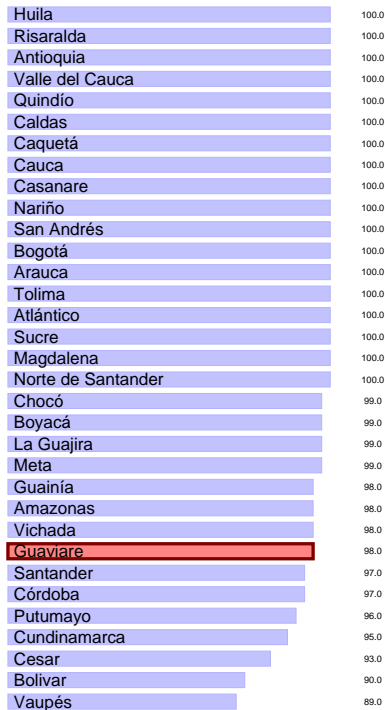 Huila 100.0
Risaralda 100.0
Antioquia 100.0
Valle del Cauca 100.0
Quindío 100.0
Caldas 100.0
Caquetá 100.0
Cauca 100.0
Casanare 100.0
Nariño 100.0
San Andrés 100.0
Bogotá 100.0
Arauca 100.0
Tolima 100.0
Atlántico 100.0
Sucre 100.0
Magdalena 100.0
Norte de Santander 100.0
Chocó 99.0
Boyacá 99.0
La Guajira 99.0
Meta 99.0
Guainía 98.0
Amazonas 98.0
Vichada 98.0
Guaviare 98.0
Santander 97.0
Córdoba 97.0
Putumayo 96.0
Cundinamarca 95.0
Cesar 93.0
Bolivar 90.0
Vaupés 89.0